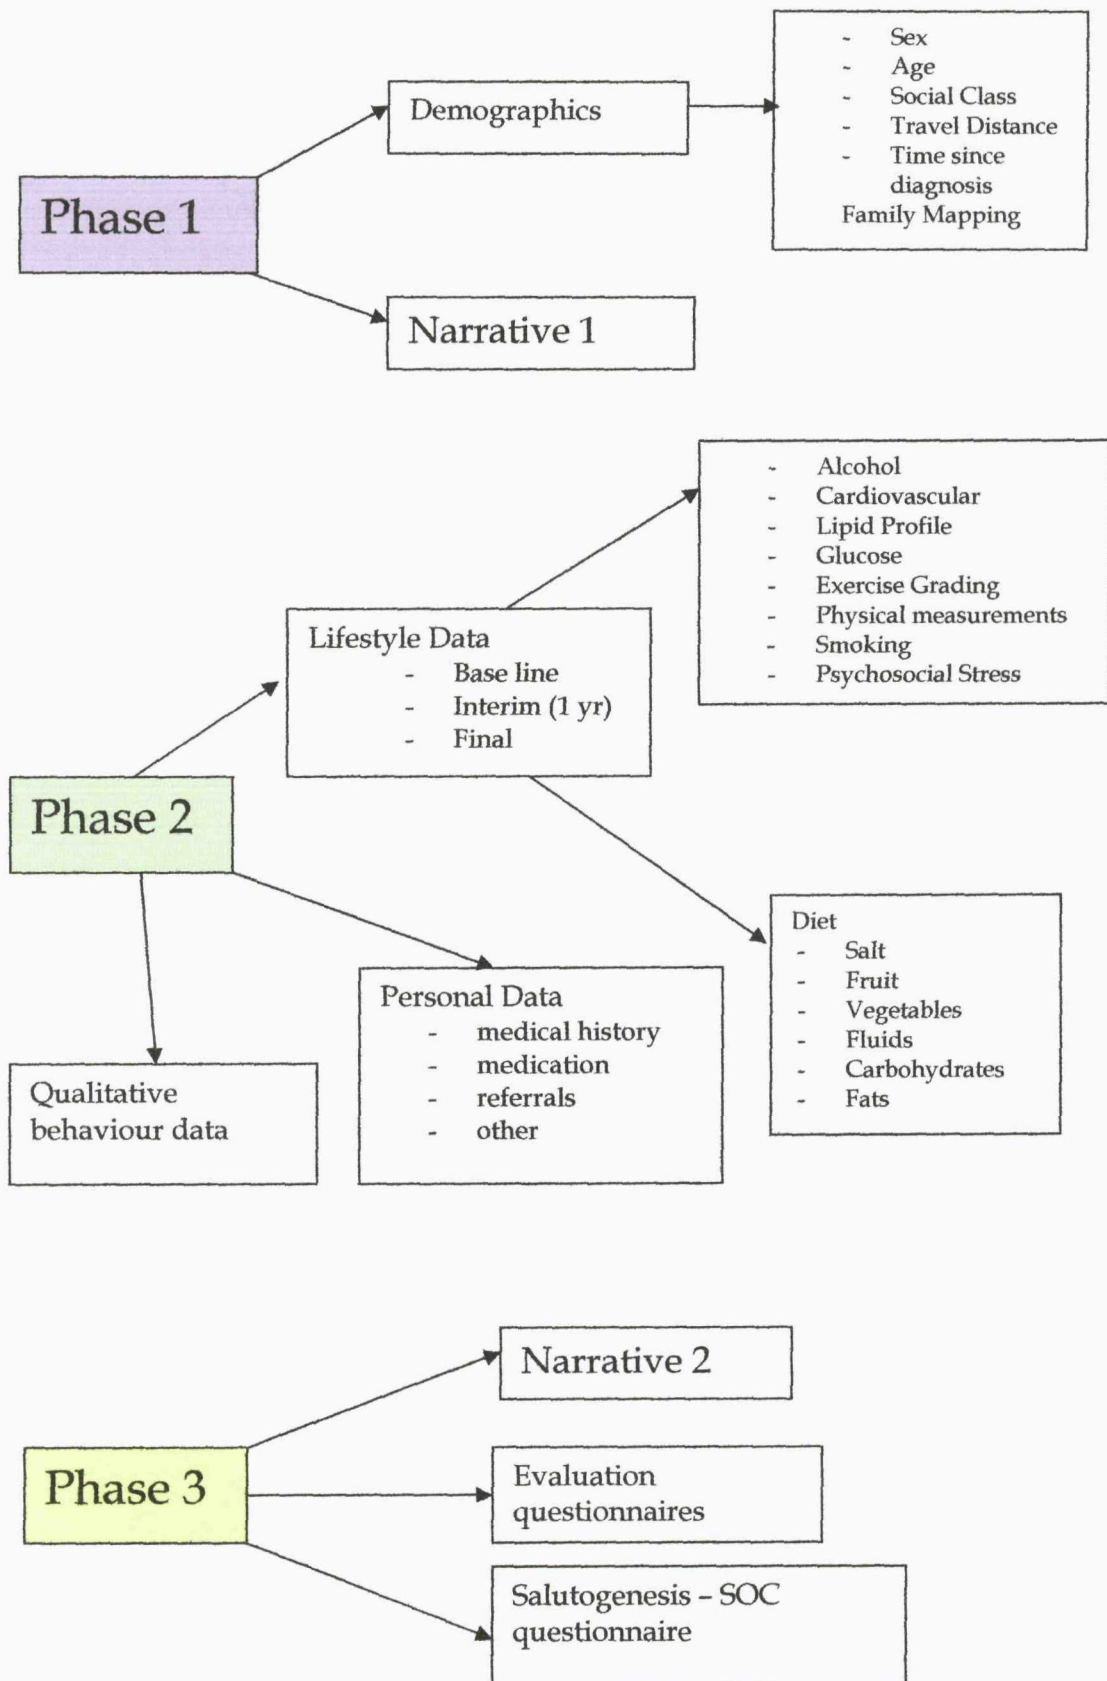 Phase 1
Demographics
- Sex
- Age
- Social Class
- Travel Distance
- Time since
diagnosis
Family Mapping
Narrative 1
Phase 2
Lifestyle Data
- Base line
- Interim (1 yr)
- Final
- Alcohol
- Cardiovascular
- Lipid Profile
- Glucose
- Exercise Grading
- Physical measurements
- Smoking
- Psychosocial Stress
Diet
- Salt
- Fruit
- Vegetables
- Fluids
- Carbohydrates
- Fats
Personal Data
- medical history
- medication
- referrals
- other
Qualitative
behaviour data
Phase 3
Narrative 2
Evaluation
questionnaires
Salutogenesis – SOC
questionnaire